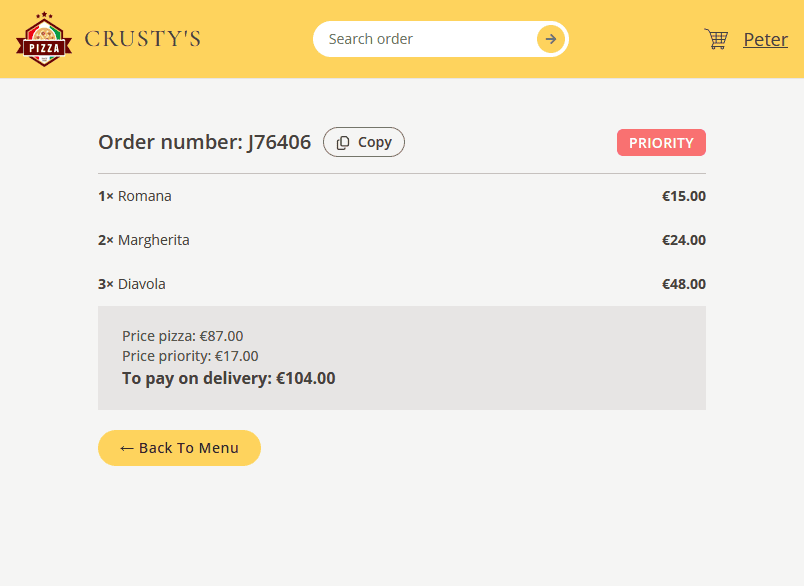 PIZZA
CRUSTY'S
Search order
Peter
Order number: J76406
Copy
PRIORITY
1× Romana €15.00
2× Margherita €24.00
3× Diavola €48.00
Price pizza: €87.00
Price priority: €17.00
To pay on delivery: €104.00
← Back To Menu